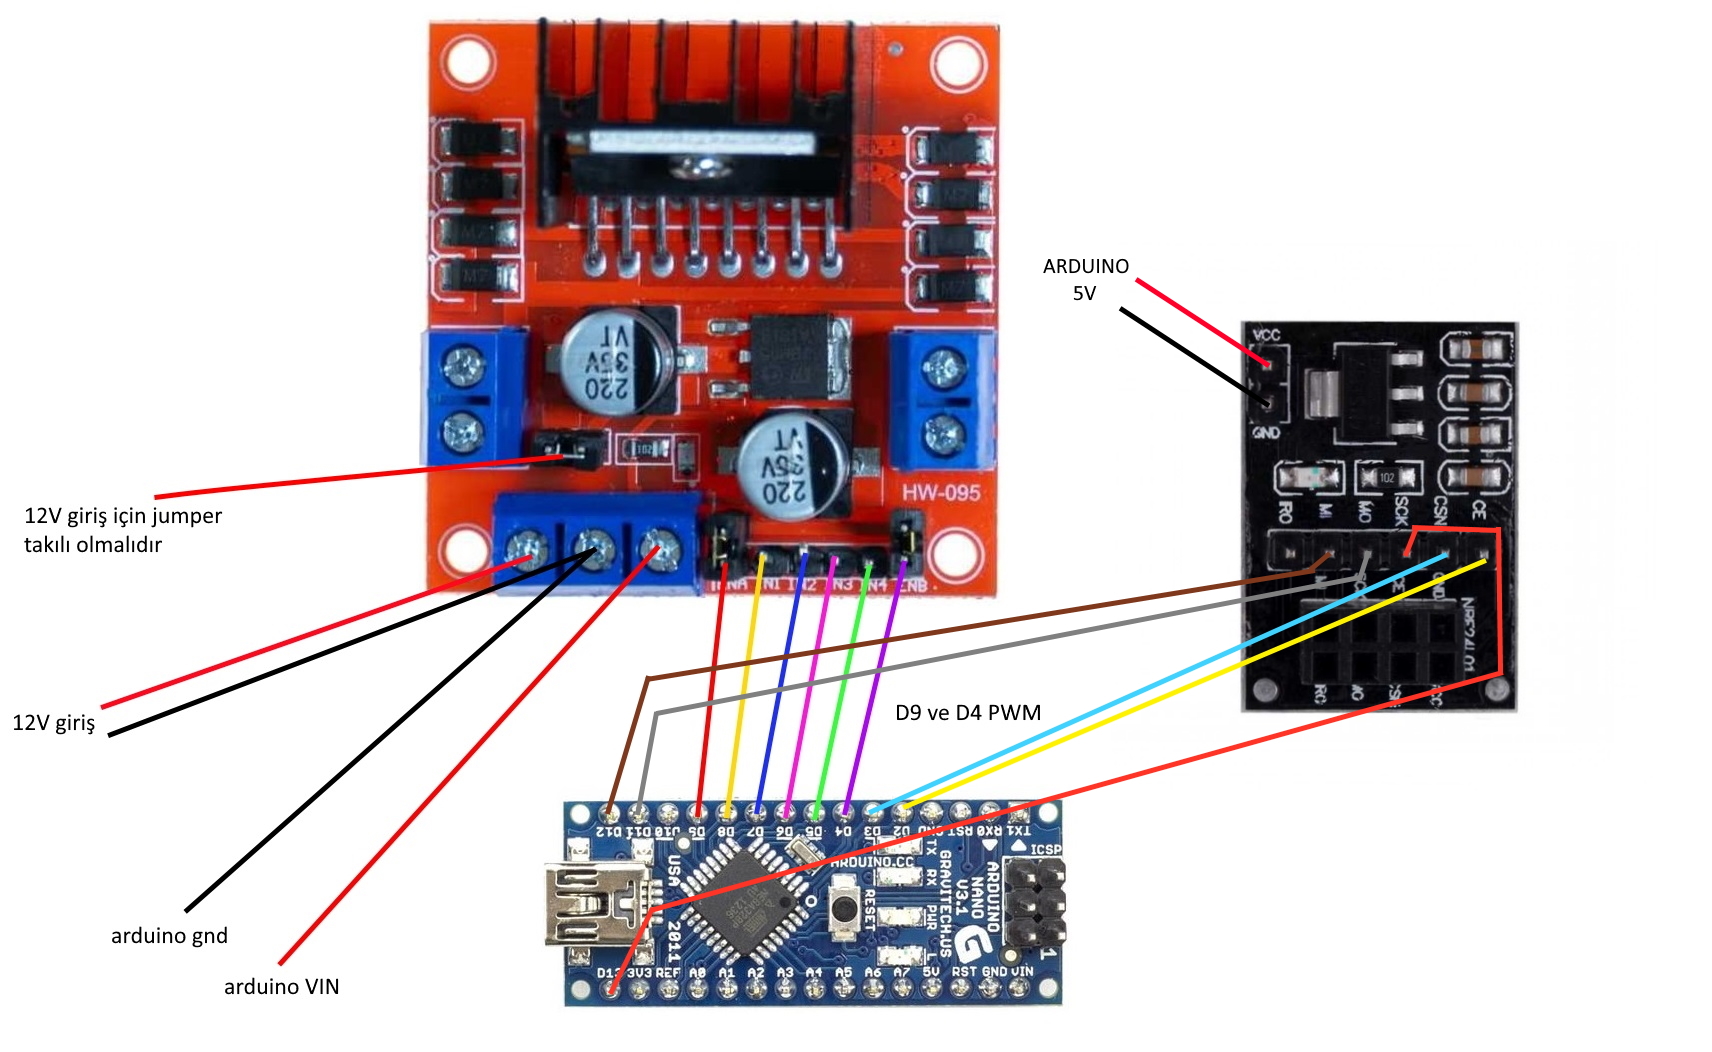 VT
35V
220
VT
35V
220
102
HW-095
ENA IN1 IN2 IN3 IN4 ENB
12V giriş için jumper
takılı olmalıdır
12V giriş
arduino gnd
arduino VIN
ARDUINO
5V
VCC
GND
102
RO MI MO SCK CSN CE
NRF24L01
D9 ve D4 PWM
D12 D11 D10 D9 D8 D7 D6 D5 D4 D3 D2 GND RST RX0 TX1
USA
2011
ARDUINO.CC
TX
RX
PWR
L
RESET
GRAVITECH.US
ARDUINO
NANO
V3.1
ICSP
1
D13 3V3 REF A0 A1 A2 A3 A4 A5 A6 A7 5V RST GND VIN